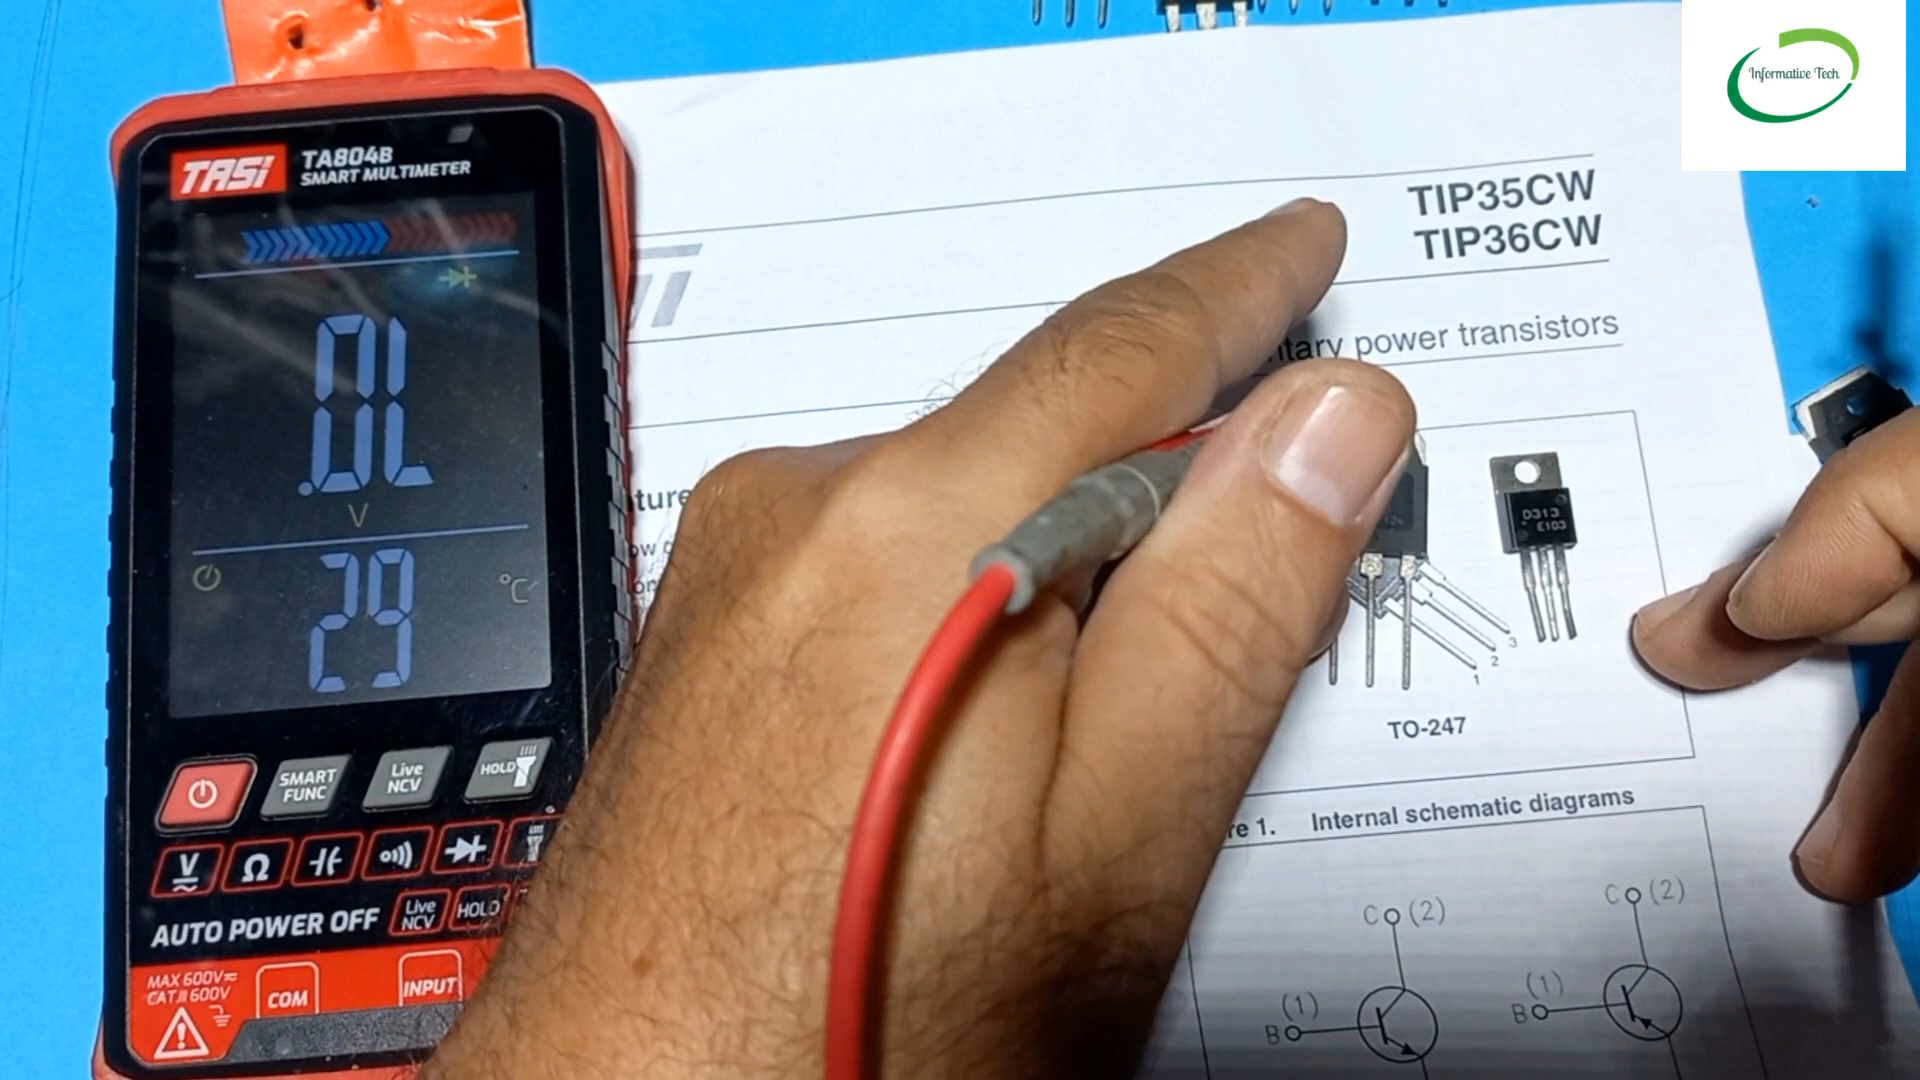 Informative Tech
TASI
TA804B
SMART MULTIMETER
.0L
V
29
°C
SMART
FUNC
Live
NCV
HOLD
V
Ω
AUTO POWER OFF
Live
NCV
HOLD
MAX 600V
CAT.III 600V
COM
INPUT
TIP35CW
TIP36CW
power transistors
D313
E103
1
2
3
TO-247
1. Internal schematic diagrams
C (2)
(1)
B
C (2)
(1)
B